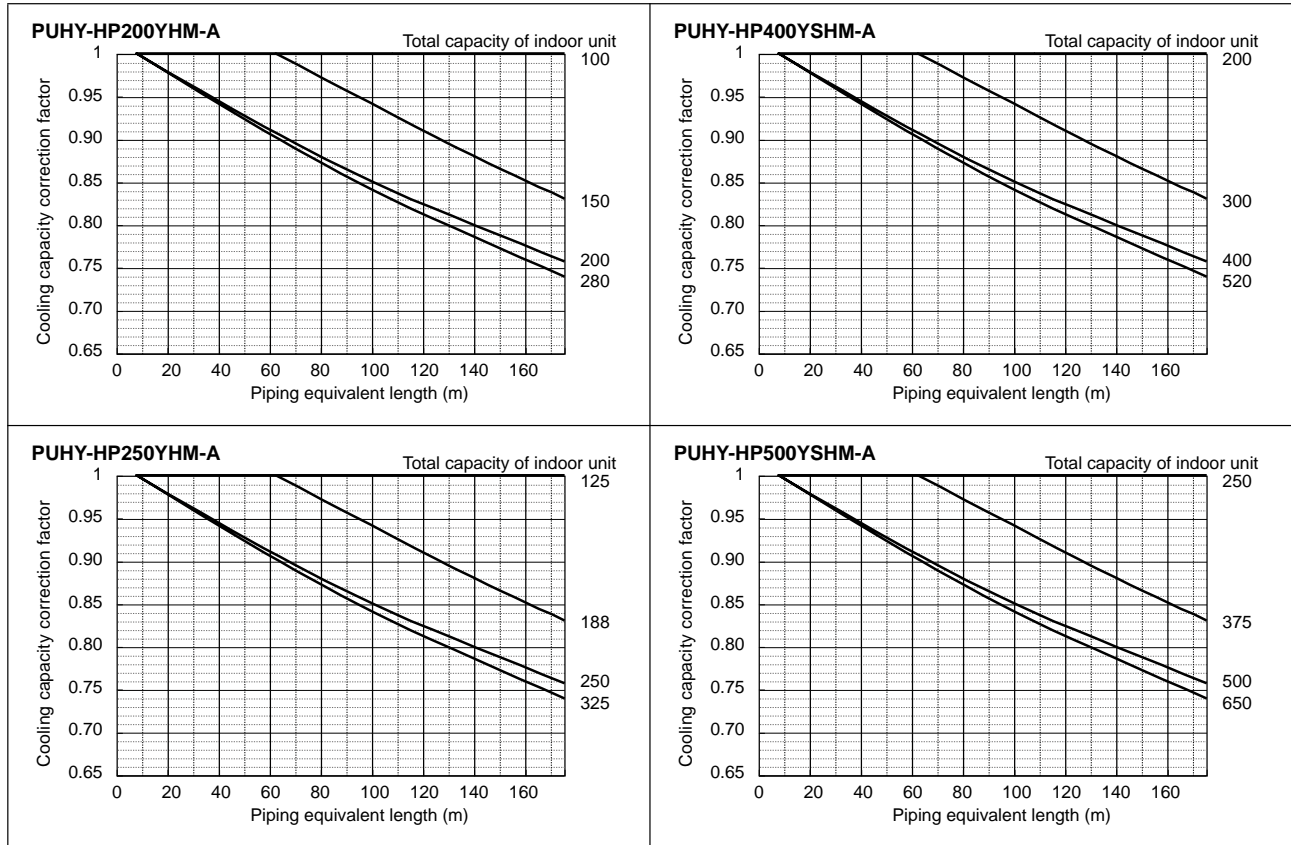 PUHY-HP200YHM-A
Total capacity of indoor unit
Cooling capacity correction factor
1
0.95
0.90
0.85
0.80
0.75
0.70
0.65
100
150
200
280
0 20 40 60 80 100 120 140 160
Piping equivalent length (m)
PUHY-HP400YSHM-A
Total capacity of indoor unit
Cooling capacity correction factor
1
0.95
0.90
0.85
0.80
0.75
0.70
0.65
200
300
400
520
0 20 40 60 80 100 120 140 160
Piping equivalent length (m)
PUHY-HP250YHM-A
Total capacity of indoor unit
Cooling capacity correction factor
1
0.95
0.90
0.85
0.80
0.75
0.70
0.65
125
188
250
325
0 20 40 60 80 100 120 140 160
Piping equivalent length (m)
PUHY-HP500YSHM-A
Total capacity of indoor unit
Cooling capacity correction factor
1
0.95
0.90
0.85
0.80
0.75
0.70
0.65
250
375
500
650
0 20 40 60 80 100 120 140 160
Piping equivalent length (m)